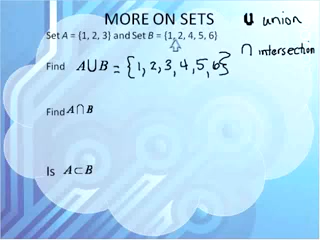 MORE ON SETS
U union
Set A = {1, 2, 3} and Set B = {1, 2, 4, 5, 6}
∩ intersection
Find A∪B = {1, 2, 3, 4, 5, 6}
Find A∩B
Is A⊂B